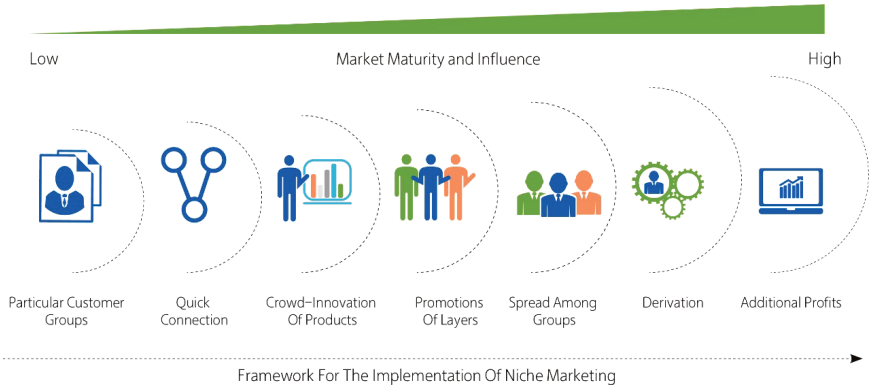 Low
Market Maturity and Influence
High
Particular Customer
Groups
Quick
Connection
Crowd-Innovation
Of Products
Promotions
Of Layers
Spread Among
Groups
Derivation
Additional Profits
Framework For The Implementation Of Niche Marketing